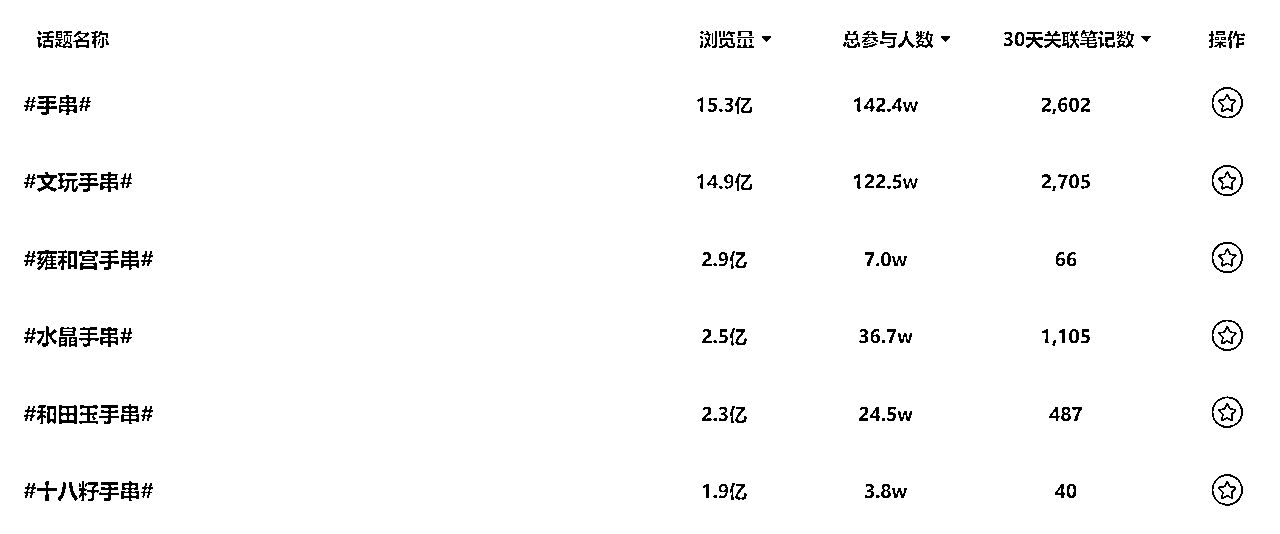 话题名称 浏览量 总参与人数 30天关联笔记数 操作
#手串# 15.3亿 142.4w 2,602
#文玩手串# 14.9亿 122.5w 2,705
#雍和宫手串# 2.9亿 7.0w 66
#水晶手串# 2.5亿 36.7w 1,105
#和田玉手串# 2.3亿 24.5w 487
#十八籽手串# 1.9亿 3.8w 40